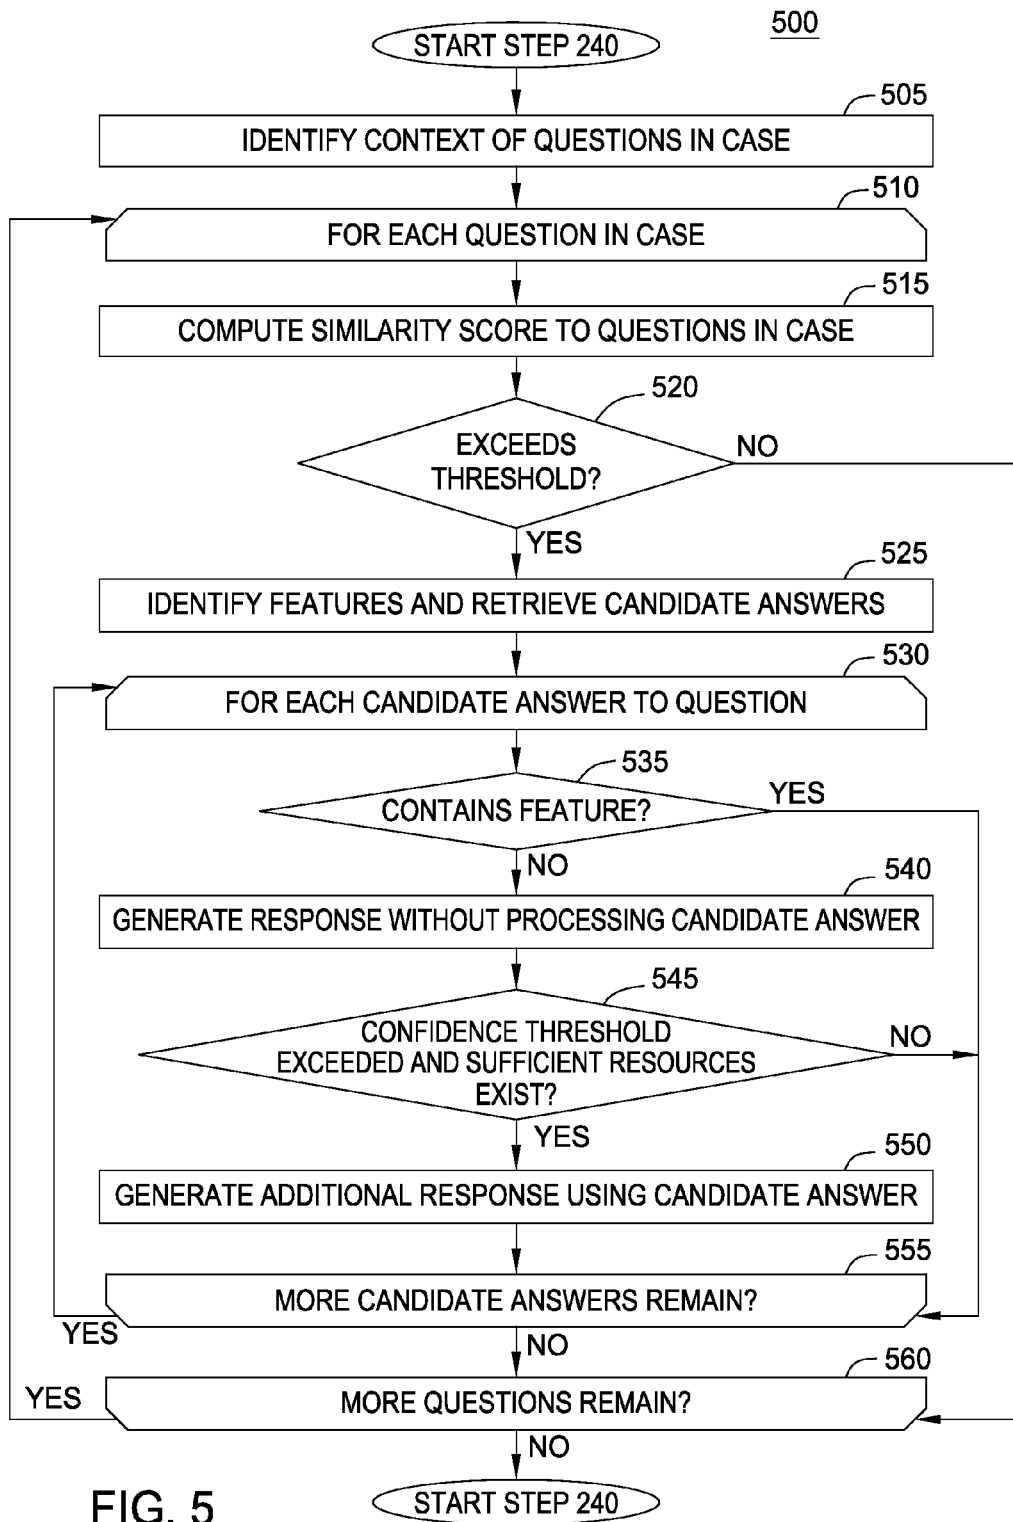 500
START STEP 240
505
IDENTIFY CONTEXT OF QUESTIONS IN CASE
510
FOR EACH QUESTION IN CASE
515
COMPUTE SIMILARITY SCORE TO QUESTIONS IN CASE
520
EXCEEDS
THRESHOLD?
NO
YES
525
IDENTIFY FEATURES AND RETRIEVE CANDIDATE ANSWERS
530
FOR EACH CANDIDATE ANSWER TO QUESTION
535
CONTAINS FEATURE?
YES
NO
540
GENERATE RESPONSE WITHOUT PROCESSING CANDIDATE ANSWER
545
CONFIDENCE THRESHOLD
EXCEEDED AND SUFFICIENT RESOURCES
EXIST?
NO
YES
550
GENERATE ADDITIONAL RESPONSE USING CANDIDATE ANSWER
555
MORE CANDIDATE ANSWERS REMAIN?
YES
NO
560
MORE QUESTIONS REMAIN?
YES
NO
START STEP 240
FIG. 5